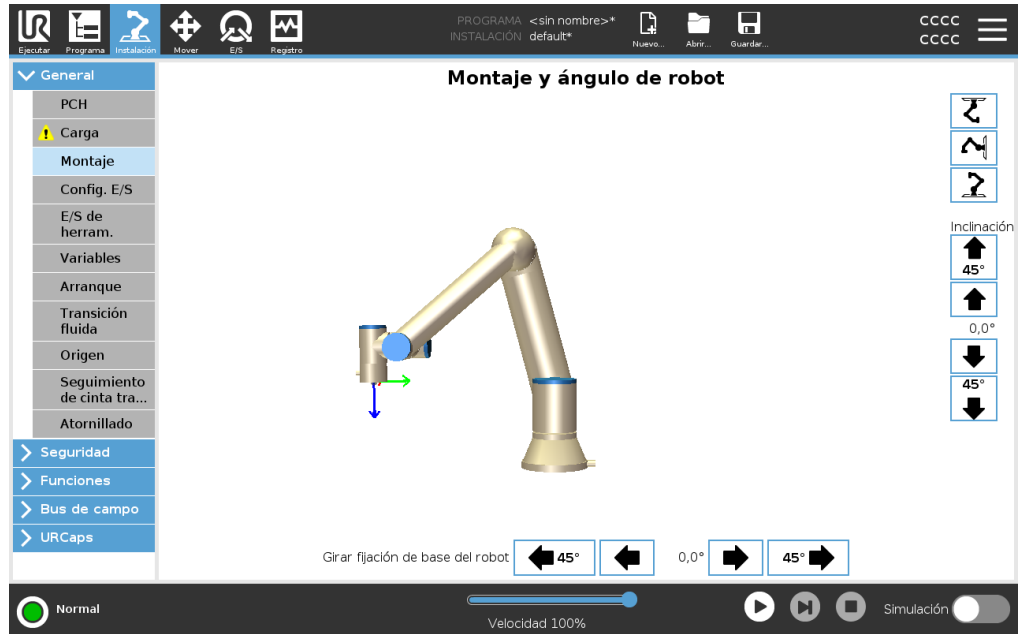 PROGRAMA <sin nombre>*
INSTALACIÓN default*
CCCC
CCCC
Ejecutar
Programa
Instalación
Mover
E/S
Registro
Nuevo...
Abrir...
Guardar...
General
PCH
Carga
Montaje
Config. E/S
E/S de
herram.
Variables
Arranque
Transición
fluida
Origen
Seguimiento
de cinta tra...
Atornillado
Seguridad
Funciones
Bus de campo
URCaps
Montaje y ángulo de robot
Inclinación
45°
0,0°
45°
Girar fijación de base del robot
45°
0,0°
45°
Normal
Velocidad 100%
Simulación